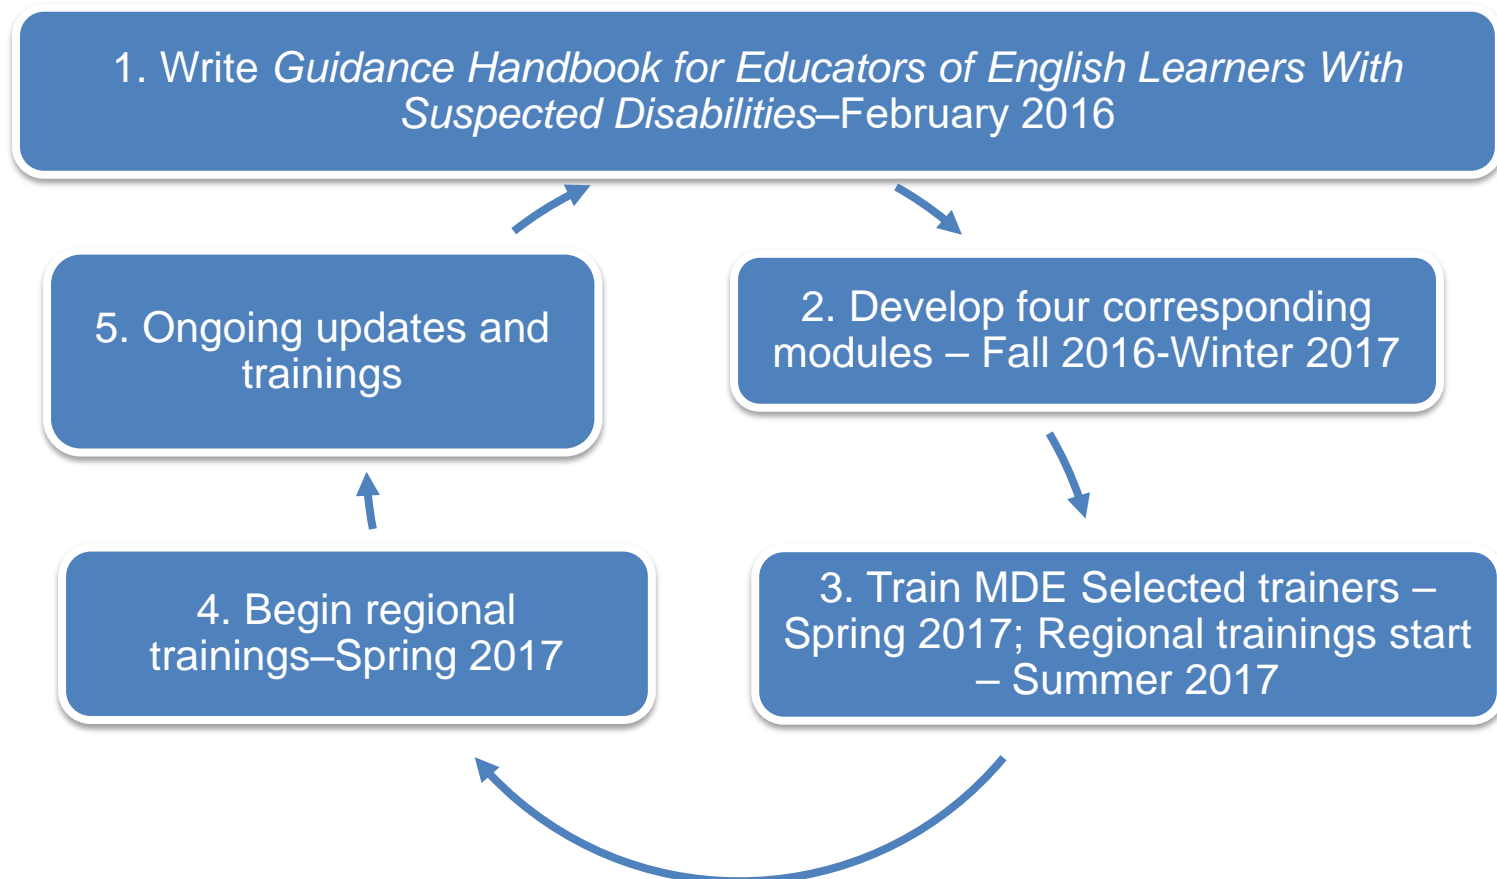 1. Write Guidance Handbook for Educators of English Learners With
Suspected Disabilities–February 2016
2. Develop four corresponding
modules – Fall 2016-Winter 2017
3. Train MDE Selected trainers –
Spring 2017; Regional trainings start
– Summer 2017
4. Begin regional
trainings–Spring 2017
5. Ongoing updates and
trainings